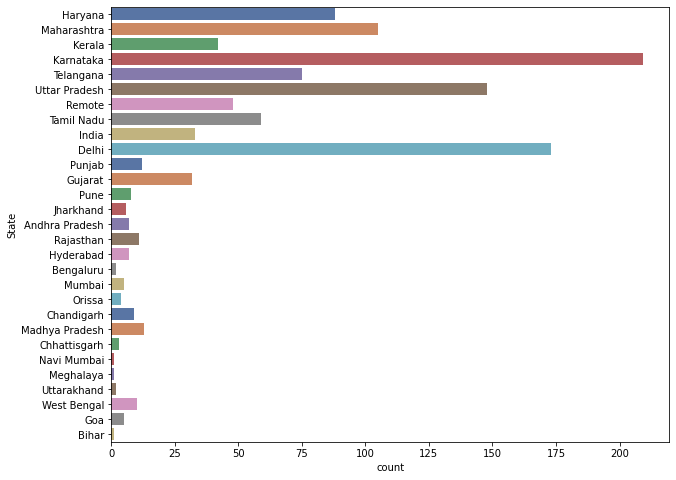 Haryana
Maharashtra
Kerala
Karnataka
Telangana
Uttar Pradesh
Remote
Tamil Nadu
India
Delhi
Punjab
Gujarat
Pune
Jharkhand
Andhra Pradesh
Rajasthan
Hyderabad
Bengaluru
Mumbai
Orissa
Chandigarh
Madhya Pradesh
Chhattisgarh
Navi Mumbai
Meghalaya
Uttarakhand
West Bengal
Goa
Bihar
State
0 25 50 75 100 125 150 175 200
count